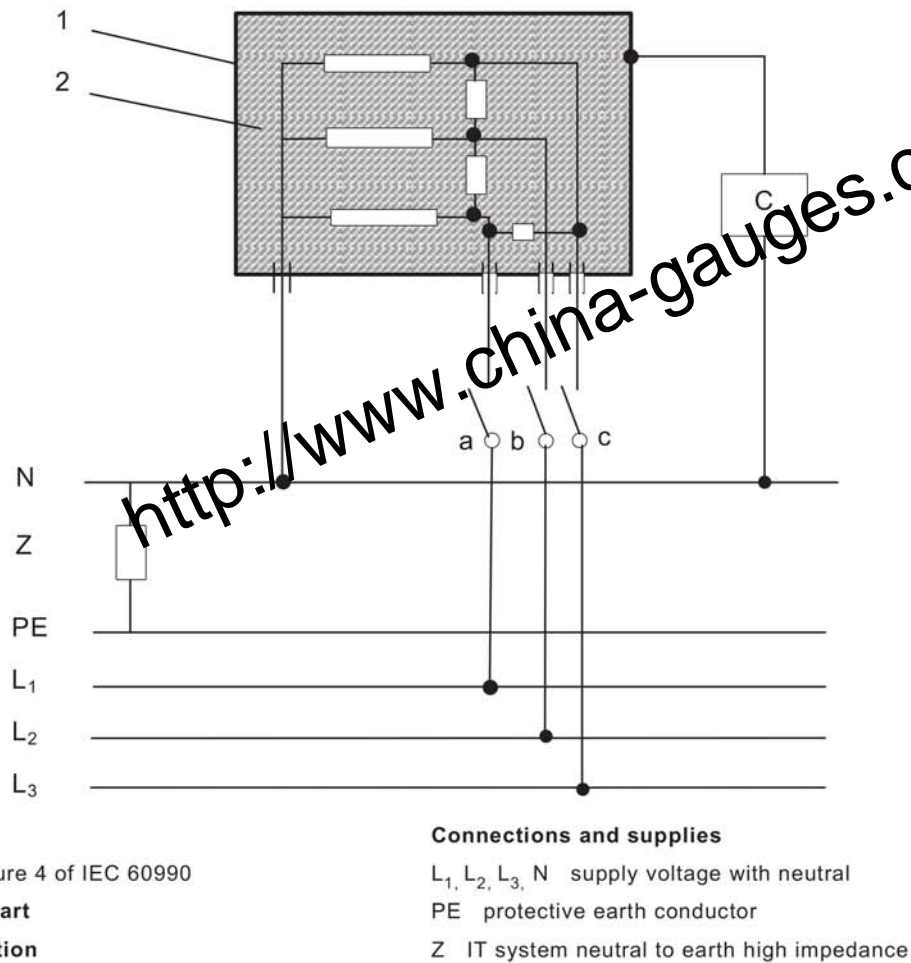 1
2
C
http://www.china-gauges.c
a b c
N
Z
PE
L1
L2
L3
Connections and supplies
ure 4 of IEC 60990
L1, L2, L3, N supply voltage with neutral
art
PE protective earth conductor
tion
Z IT system neutral to earth high impedance